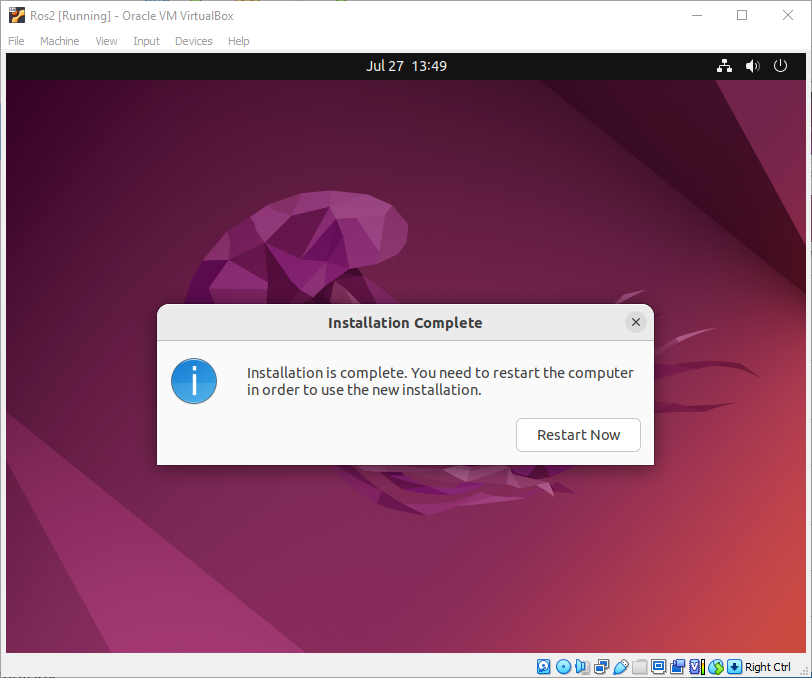 Ros2 [Running] - Oracle VM VirtualBox
File Machine View Input Devices Help
Jul 27 13:49
Installation Complete
Installation is complete. You need to restart the computer
in order to use the new installation.
Restart Now
Right Ctrl